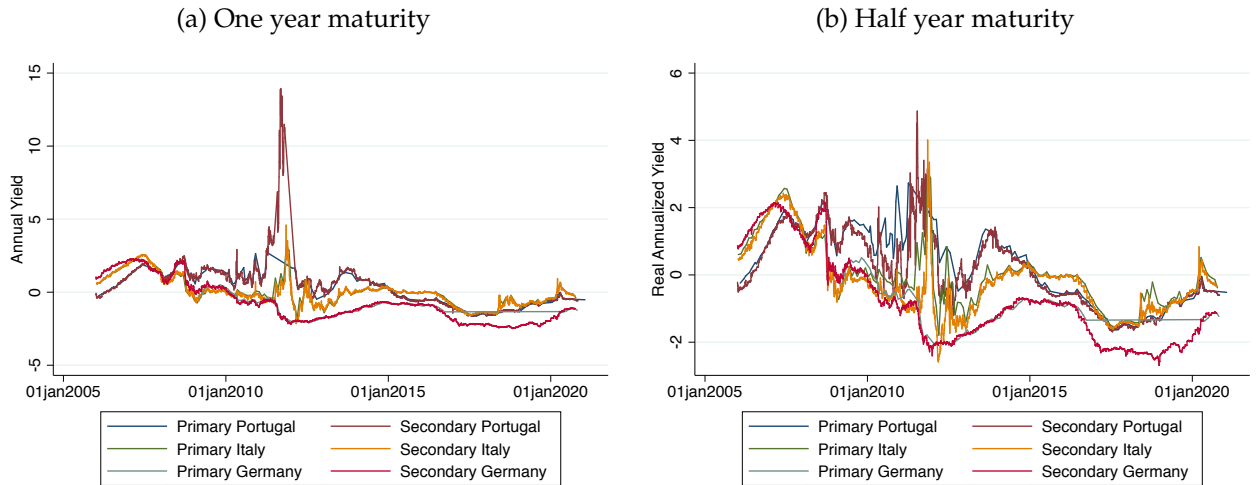 (a) One year maturity
Annual Yield
15
10
5
0
-5
01jan2005 01jan2010 01jan2015 01jan2020
Primary Portugal Secondary Portugal
Primary Italy Secondary Italy
Primary Germany Secondary Germany
(b) Half year maturity
Real Annualized Yield
6
4
2
0
-2
01jan2005 01jan2010 01jan2015 01jan2020
Primary Portugal Secondary Portugal
Primary Italy Secondary Italy
Primary Germany Secondary Germany